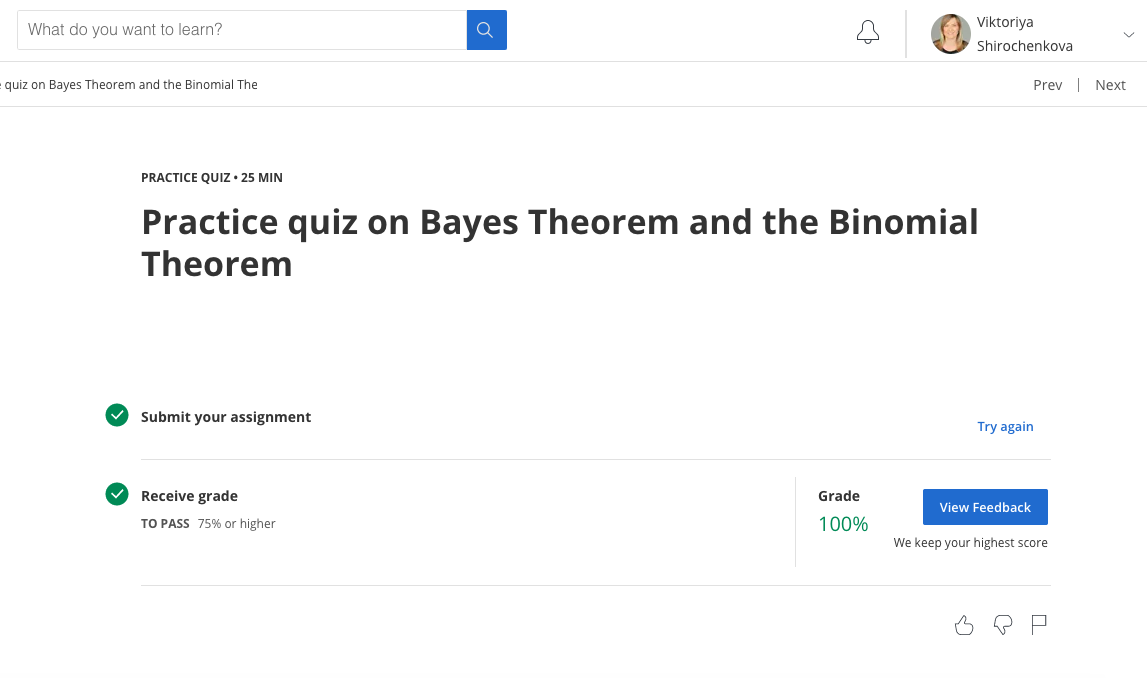 What do you want to learn?
Viktoriya
Shirochenkova
quiz on Bayes Theorem and the Binomial The
Prev | Next
PRACTICE QUIZ • 25 MIN
Practice quiz on Bayes Theorem and the Binomial
Theorem
Submit your assignment
Try again
Receive grade
TO PASS 75% or higher
Grade
100%
View Feedback
We keep your highest score